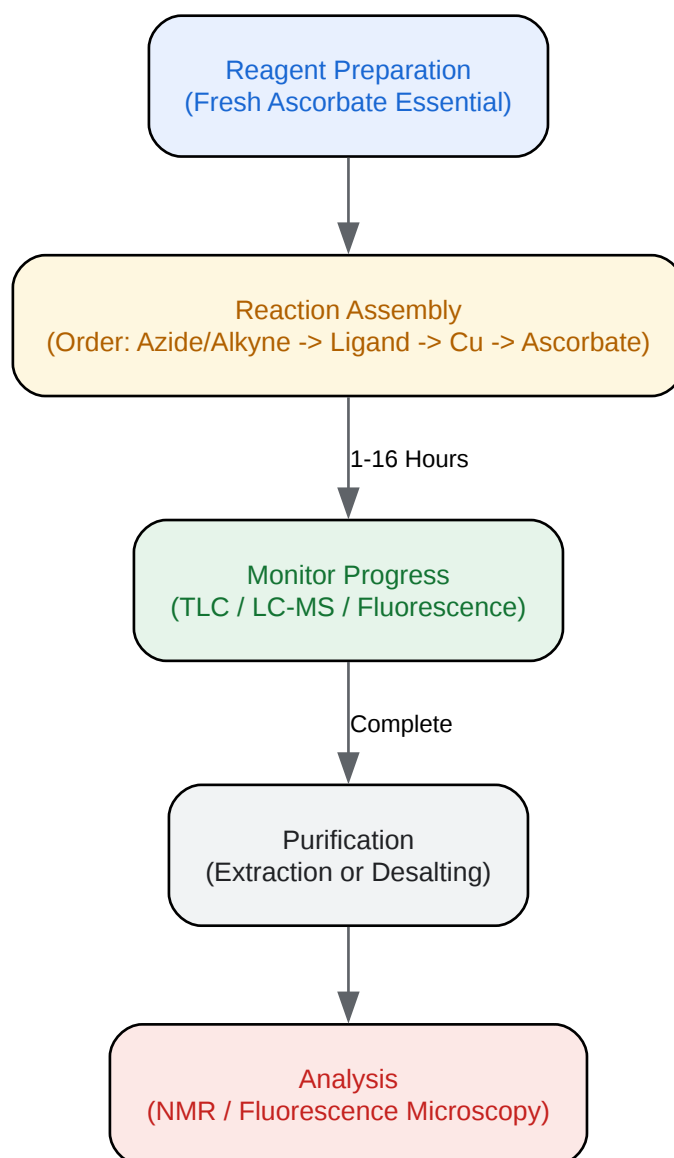 Reagent Preparation
(Fresh Ascorbate Essential)
Reaction Assembly
(Order: Azide/Alkyne -> Ligand -> Cu -> Ascorbate)
1-16 Hours
Monitor Progress
(TLC / LC-MS / Fluorescence)
Complete
Purification
(Extraction or Desalting)
Analysis
(NMR / Fluorescence Microscopy)